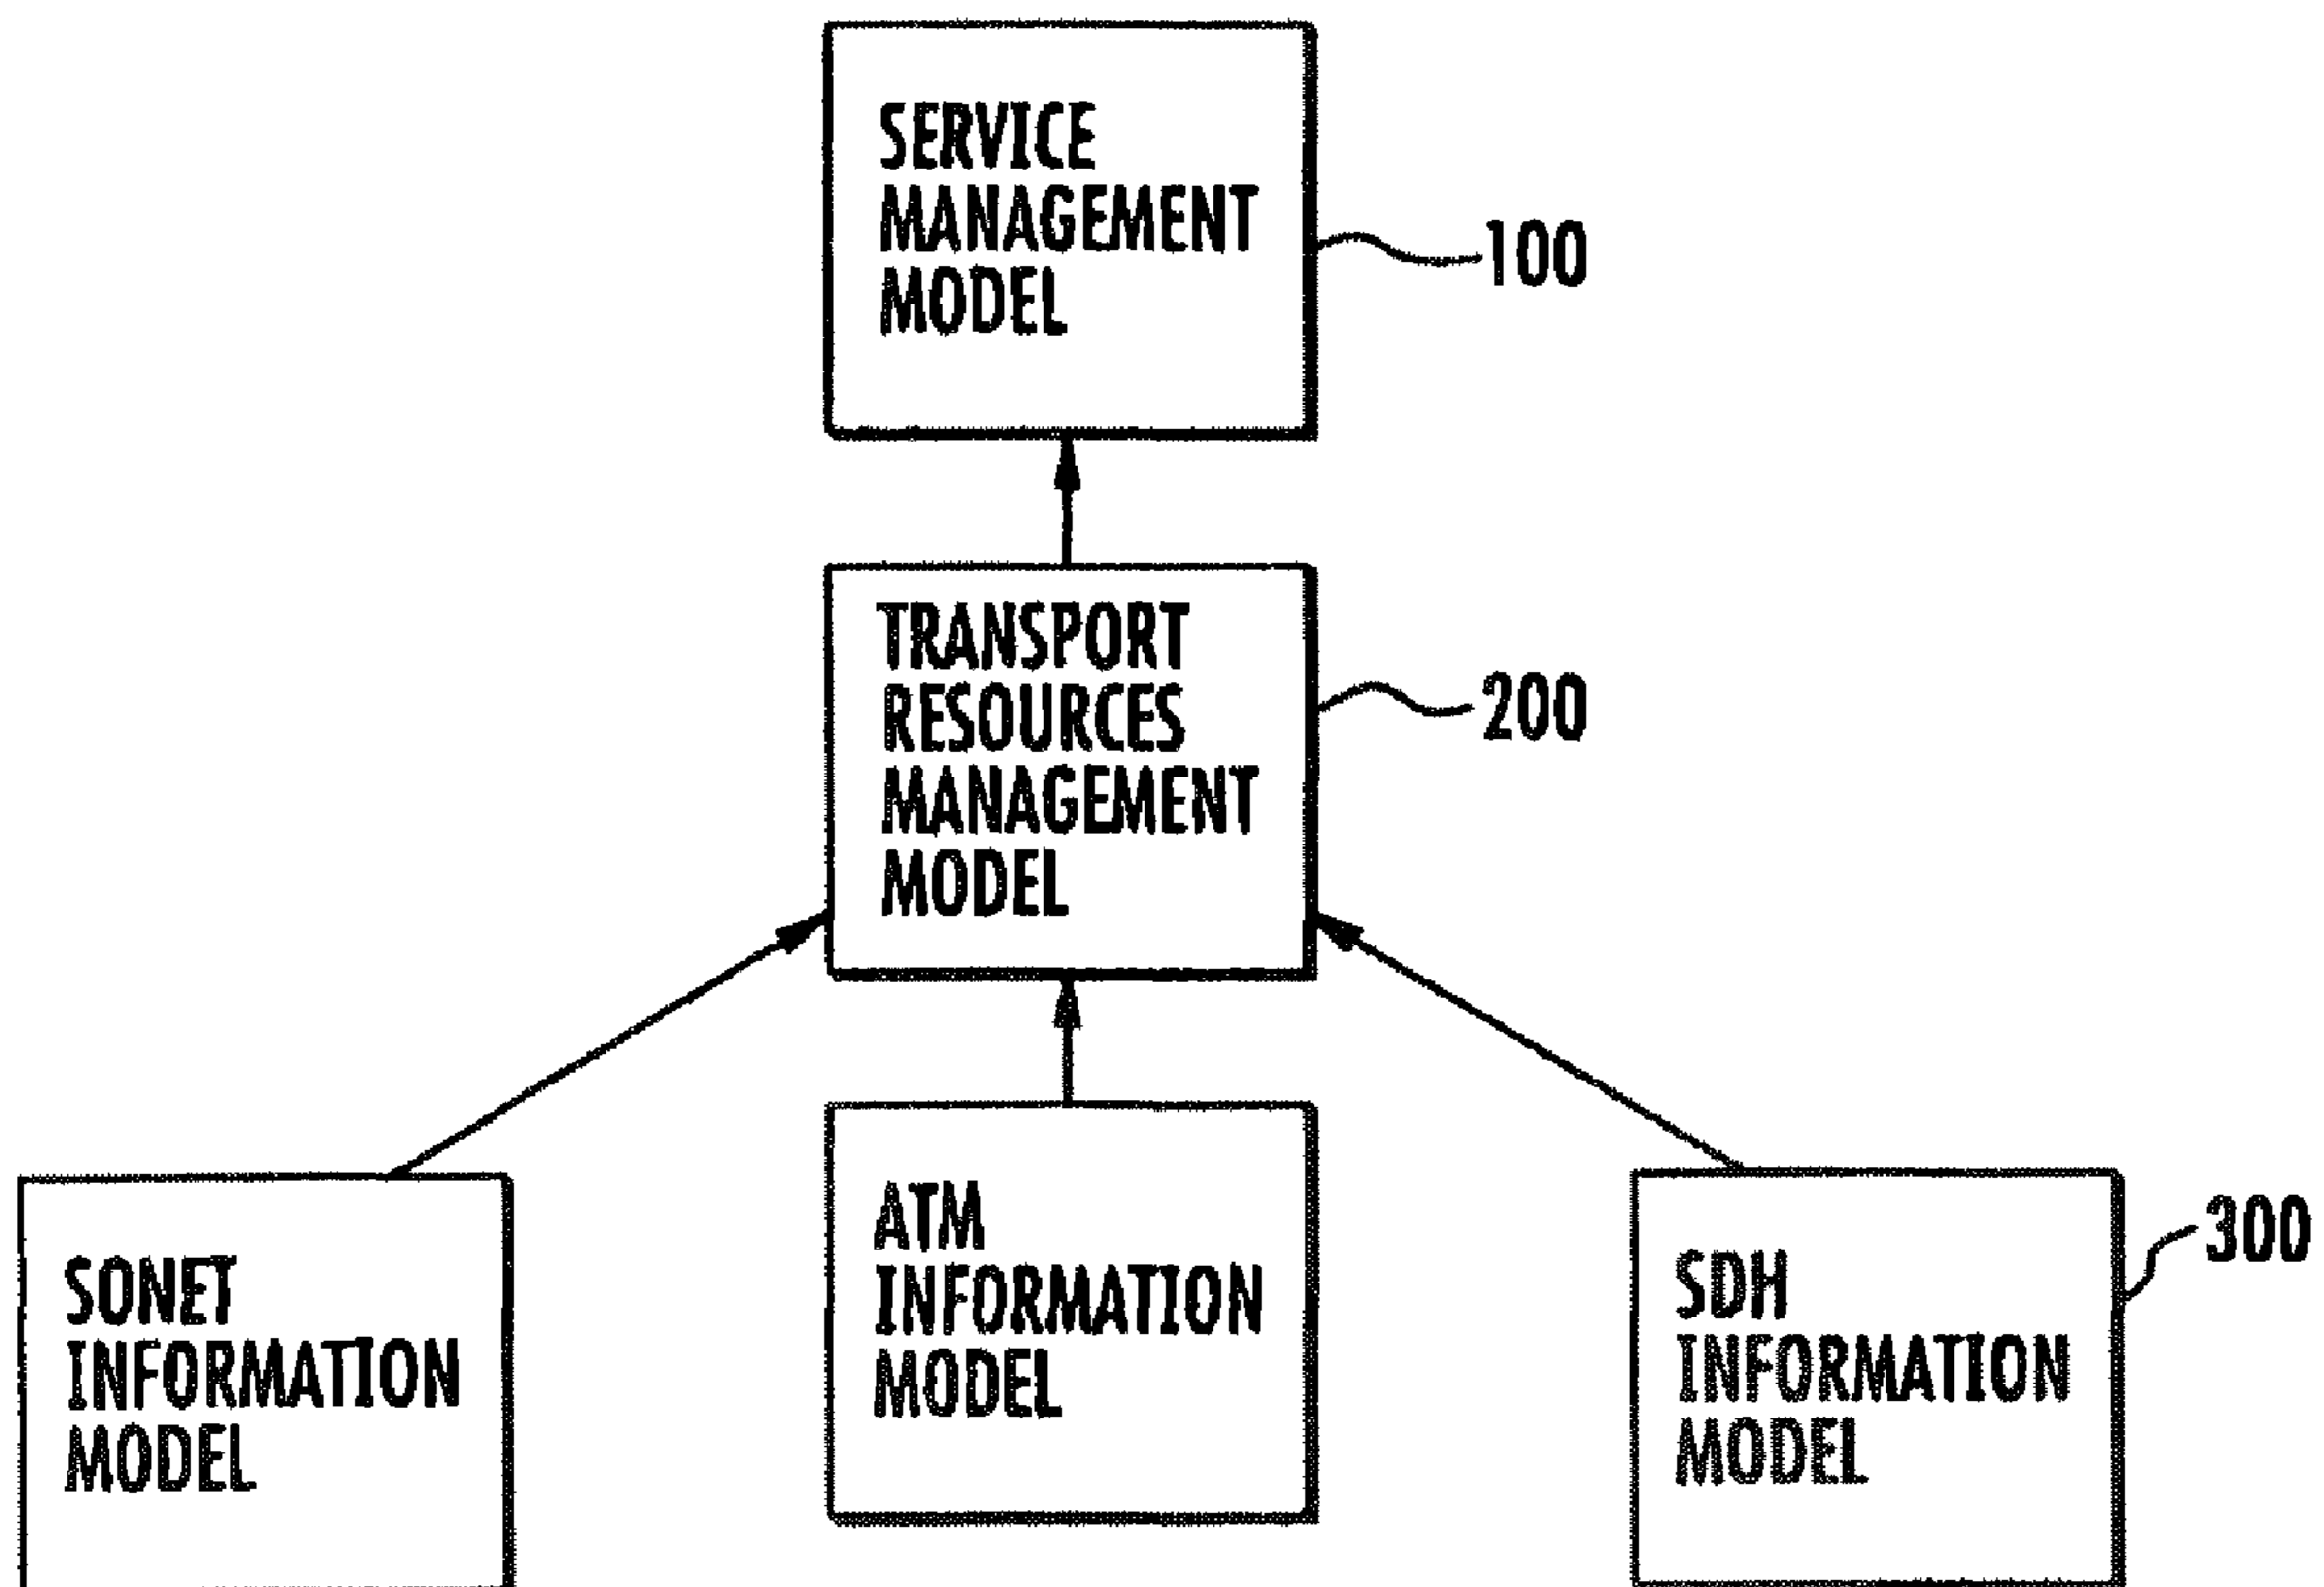 SERVICE
MANAGEMENT
MODEL
100
TRANSPORT
RESOURCES
MANAGEMENT
MODEL
200
SONET
INFORMATION
MODEL
ATM
INFORMATION
MODEL
SDH
INFORMATION
MODEL
300